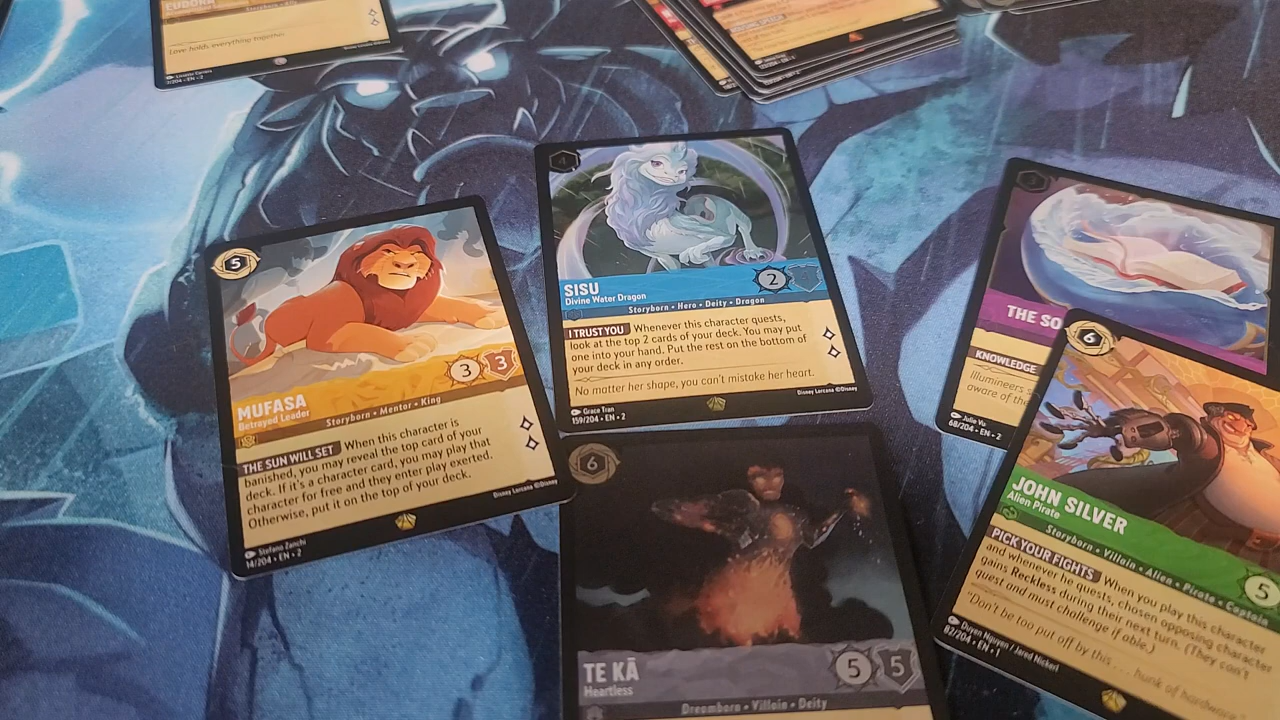 EUDORA
Love holds everything together.
/204 • EN • 2
5
MUFASA
Betrayed Leader
3 3
Storyborn • Mentor • King
THE SUN WILL SET When this character is
banished, you may reveal the top card of your
deck. If it's a character card, you may play that
character for free and they enter play exerted.
Otherwise, put it on the top of your deck.
Disney Lorcana ©Disney
Stefano Zanchi
14/204 • EN • 2
4
SISU
Divine Water Dragon
2
Storyborn • Hero • Deity • Dragon
I TRUST YOU Whenever this character quests,
look at the top 2 cards of your deck. You may put
one into your hand. Put the rest on the bottom of
your deck in any order.
No matter her shape, you can't mistake her heart.
Disney Lorcana ©Disney
Grace Tran
159/204 • EN • 2
6
TE KĀ
Heartless
5 5
Dreamborn • Villain • Deity
THE SO
KNOWLEDGE
Illumineers s
aware of the
Julie Vu
68/204 • EN • 2
6
JOHN SILVER
Alien Pirate
5
Storyborn • Villain • Alien • Pirate • Captain
PICK YOUR FIGHTS When you play this character
and whenever he quests, chosen opposing character
gains Reckless during their next turn. (They can't
quest and must challenge if able.)
"Don't be too put off by this . . . hunk of hardware
Duyen Nguyen / Jared Nickerl
82/204 • EN • 1